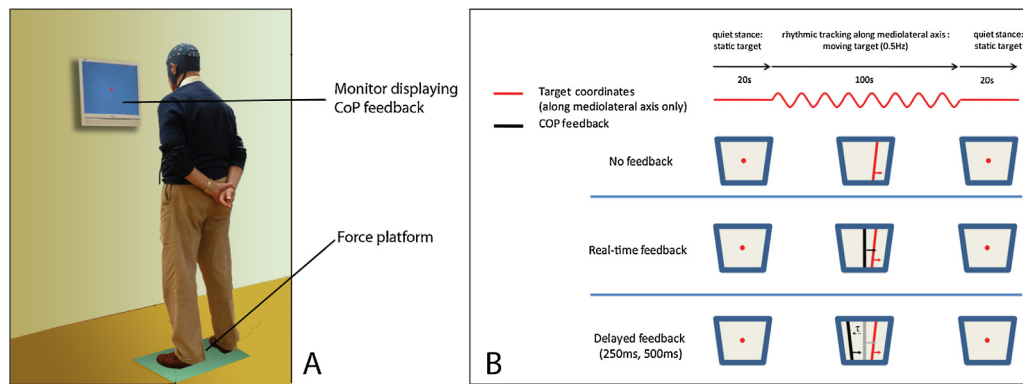 Monitor displaying
CoP feedback
Force platform
A
quiet stance:
static target
rhythmic tracking along mediolateral axis :
moving target (0.5Hz)
quiet stance:
static target
20s
100s
20s
Target coordinates
(along mediolateral axis only)
COP feedback
No feedback
Real-time feedback
Delayed feedback
(250ms, 500ms)
τ
B